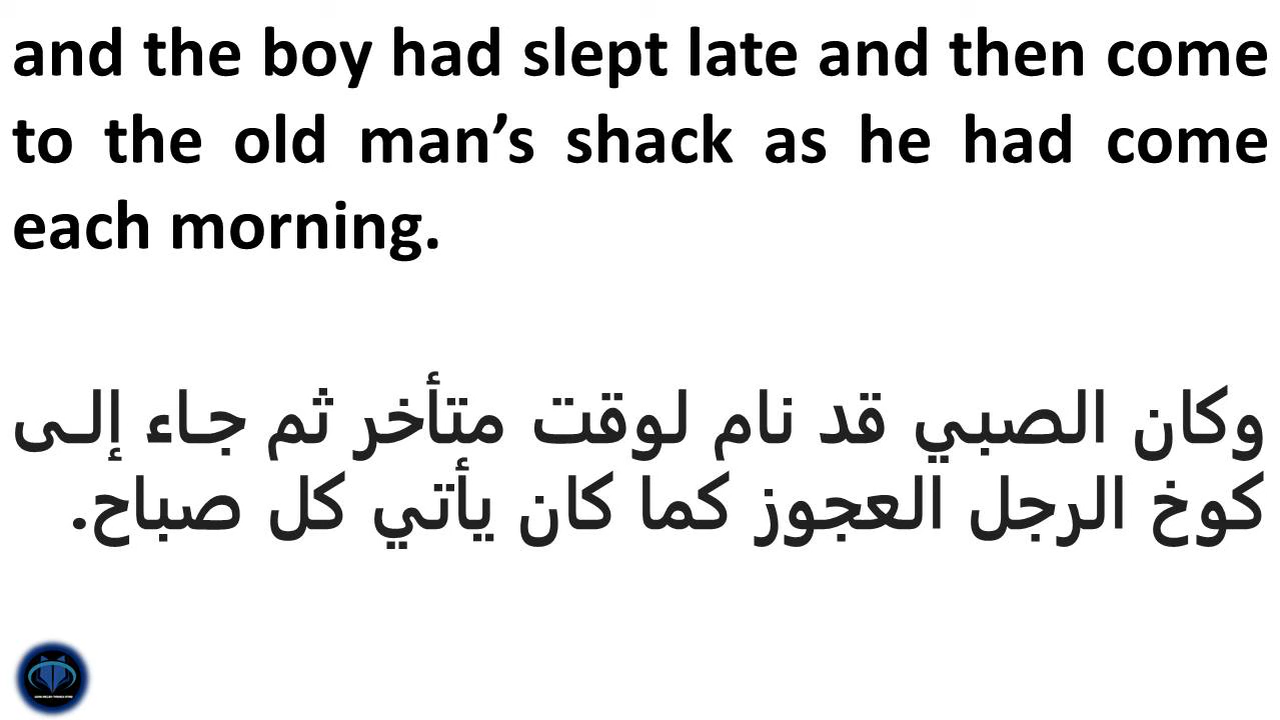 and the boy had slept late and then come
to the old man’s shack as he had come
each morning.
وكان الصبي قد نام لوقت متأخر ثم جاء إلى
كوخ الرجل العجوز كما كان يأتي كل صباح.